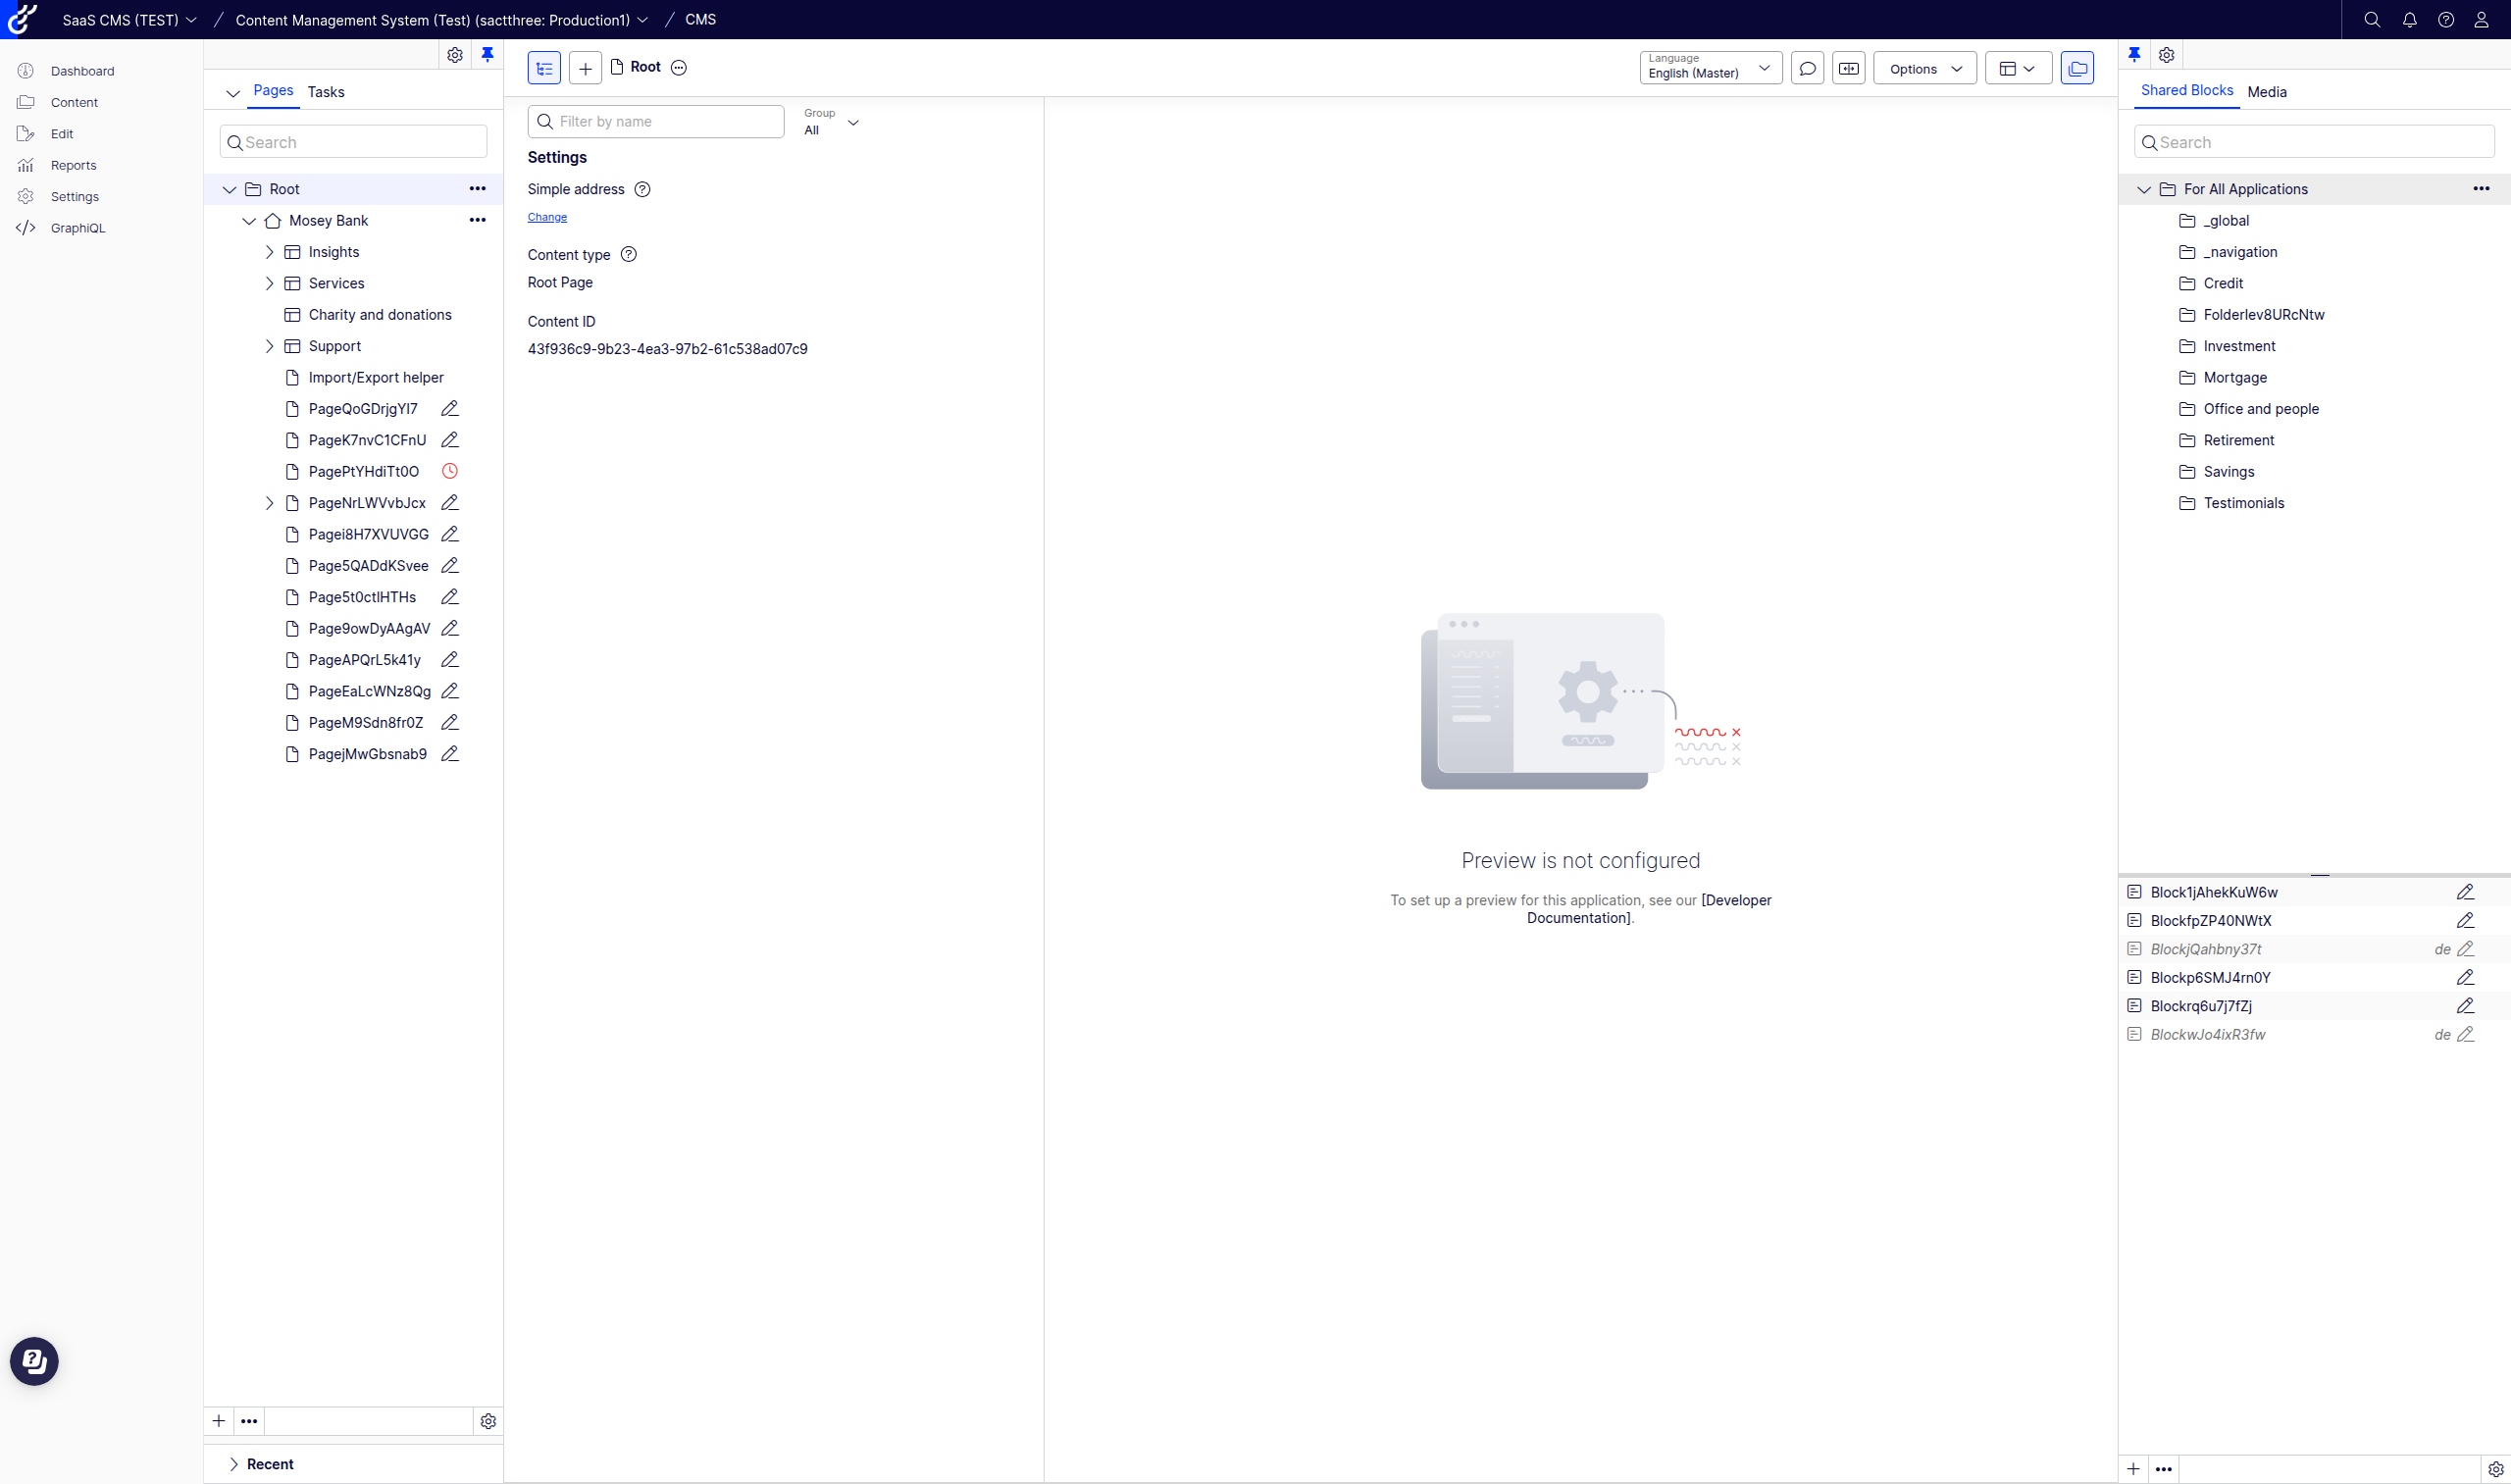 SaaS CMS (TEST) / Content Management System (Test) (sactthree: Production1) / CMS
Dashboard
Content
Edit
Reports
Settings
GraphiQL
Pages Tasks
Search
Root
Mosey Bank
Insights
Services
Charity and donations
Support
Import/Export helper
PageQoGDrjgYI7
PageK7nvC1CFnU
PagePtYHdiTt0O
PageNrLWVvbJcx
Pagei8H7XVUVGG
Page5QADdKSvee
Page5t0ctIHTHs
Page9owDyAAgAV
PageAPQrL5k41y
PageEaLcWNz8Qg
PageM9Sdn8fr0Z
PagejMwGbsnab9
Recent
Root
Language
English (Master)
Options
Filter by name
Group
All
Settings
Simple address
Change
Content type
Root Page
Content ID
43f936c9-9b23-4ea3-97b2-61c538ad07c9
Preview is not configured
To set up a preview for this application, see our [Developer
Documentation].
Shared Blocks Media
Search
For All Applications
_global
_navigation
Credit
FolderIev8URcNtw
Investment
Mortgage
Office and people
Retirement
Savings
Testimonials
Block1jAhekKuW6w
BlockfpZP40NWtX
BlockjQahbny37t de
Blockp6SMJ4rn0Y
Blockrq6u7j7fZj
BlockwJo4ixR3fw de